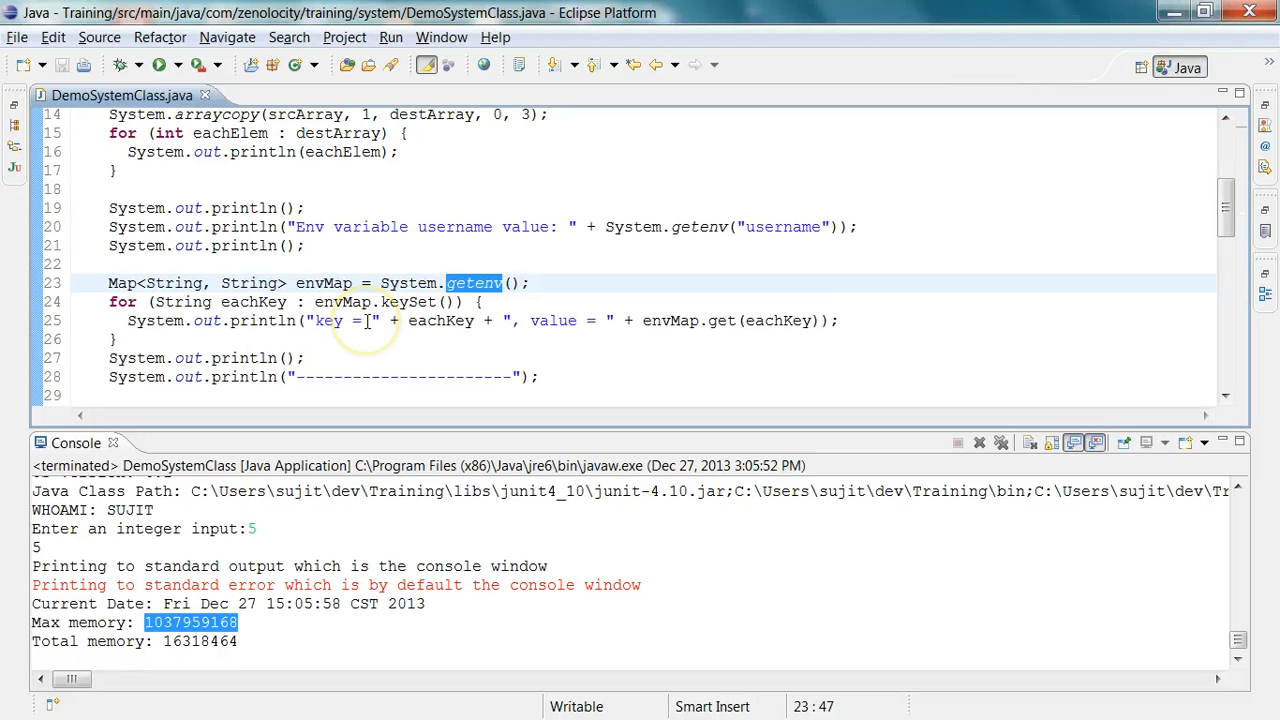 Java - Training/src/main/java/com/zenolocity/training/system/DemoSystemClass.java - Eclipse Platform
File Edit Source Refactor Navigate Search Project Run Window Help
Java
DemoSystemClass.java
14 System.arraycopy(srcArray, 1, destArray, 0, 3);
15 for (int eachElem : destArray) {
16 System.out.println(eachElem);
17 }
18
19 System.out.println();
20 System.out.println("Env variable username value: " + System.getenv("username"));
21 System.out.println();
22
23 Map<String, String> envMap = System.getenv();
24 for (String eachKey : envMap.keySet()) {
25 System.out.println("key = " + eachKey + ", value = " + envMap.get(eachKey));
26 }
27 System.out.println();
28 System.out.println("-----------------------");
29
Console
<terminated> DemoSystemClass [Java Application] C:\Program Files (x86)\Java\jre6\bin\javaw.exe (Dec 27, 2013 3:05:52 PM)
Java Class Path: C:\Users\sujit\dev\Training\libs\junit4_10\junit-4.10.jar;C:\Users\sujit\dev\Training\bin;C:\Users\sujit\dev\Tr
WHOAMI: SUJIT
Enter an integer input:5
5
Printing to standard output which is the console window
Printing to standard error which is by default the console window
Current Date: Fri Dec 27 15:05:58 CST 2013
Max memory: 1037959168
Total memory: 16318464
Writable Smart Insert 23 : 47